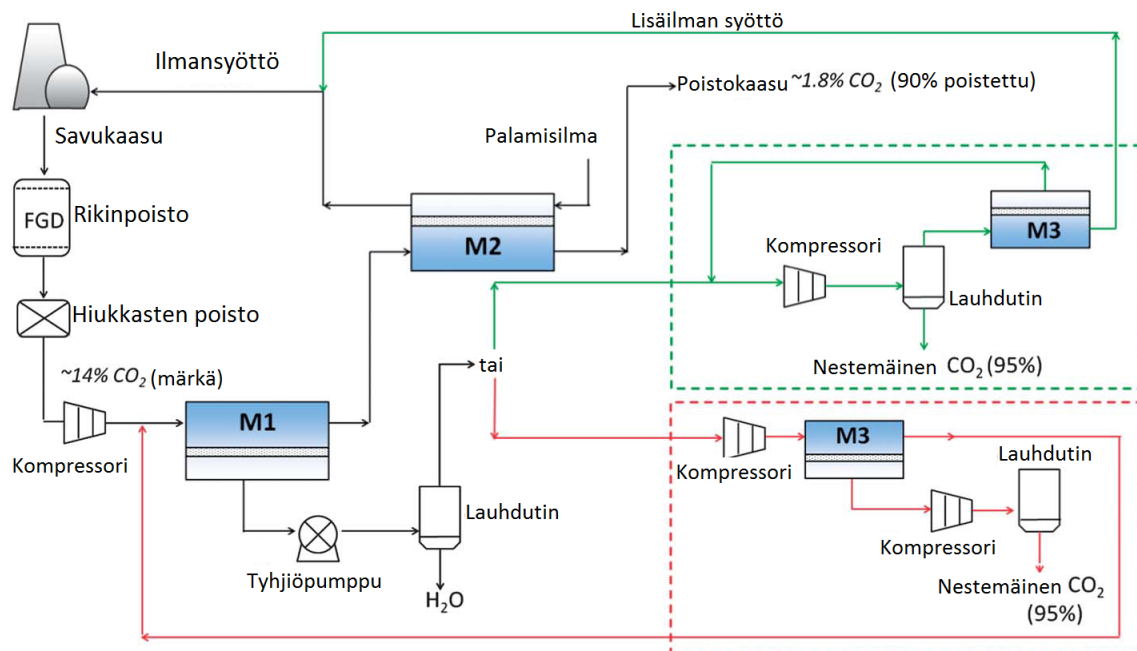 Lisäilman syöttö
Ilmansyöttö
Poistokaasu ~1.8% CO₂ (90% poistettu)
Savukaasu
Palamisilma
FGD Rikinpoisto
M2
M3
Kompressori
Lauhdutin
Hiukkasten poisto
Nestemäinen CO₂ (95%)
tai
~14% CO₂ (märkä)
M1
M3
Kompressori
Kompressori
Lauhdutin
Lauhdutin
Kompressori
Tyhjiöpumppu
H₂O
Nestemäinen CO₂
(95%)